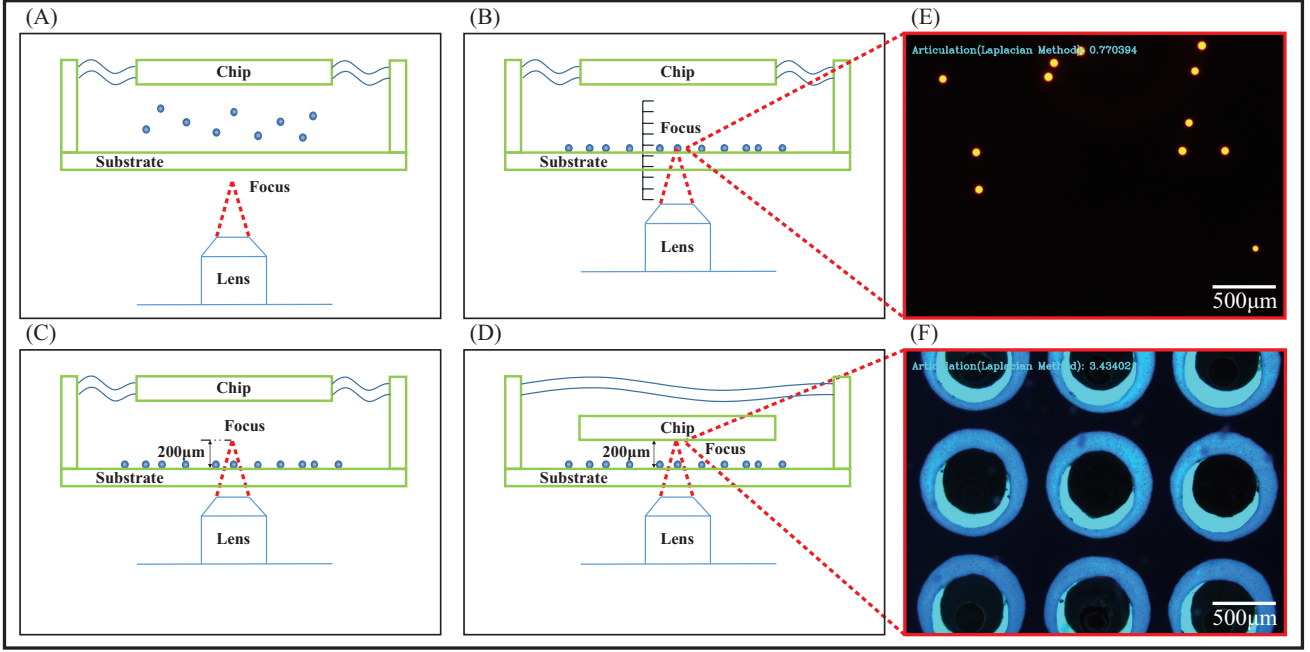 (A)
Chip
Substrate
Focus
Lens
(B)
Chip
Focus
Substrate
Lens
(E)
Articulation(Laplacian Method): 0.770394
500μm
(C)
Chip
Focus
200μm
Substrate
Lens
(D)
Chip
200μm
Focus
Substrate
Lens
(F)
Articulation(Laplacian Method): 3.43402
500μm